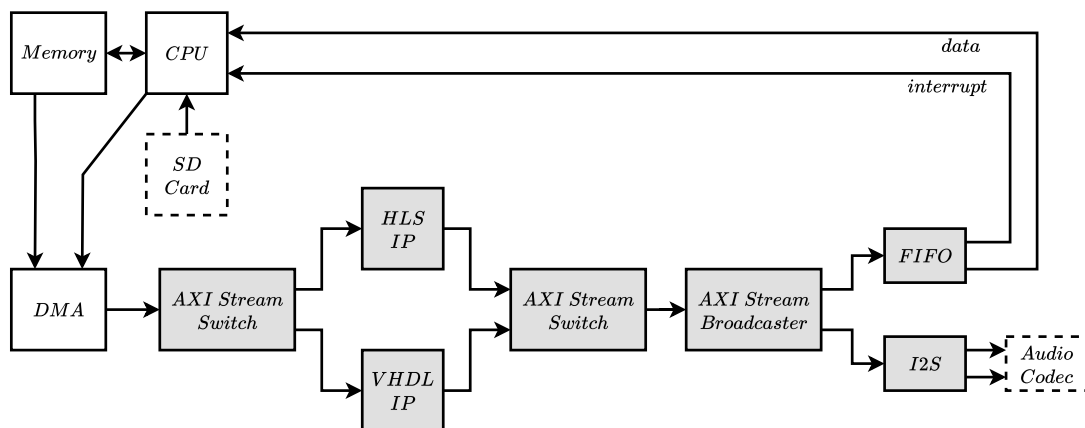 Memory
CPU
data
interrupt
SD
Card
HLS
IP
FIFO
DMA
AXI Stream
Switch
AXI Stream
Switch
AXI Stream
Broadcaster
VHDL
IP
I2S
Audio
Codec